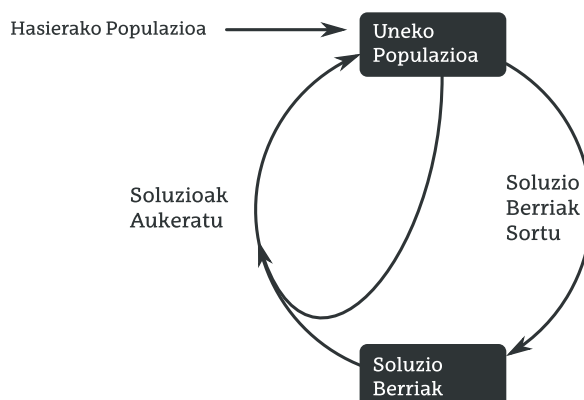 Hasierako Populazioa
Uneko
Populazioa
Soluzioak
Aukeratu
Soluzio
Berriak
Sortu
Soluzio
Berriak